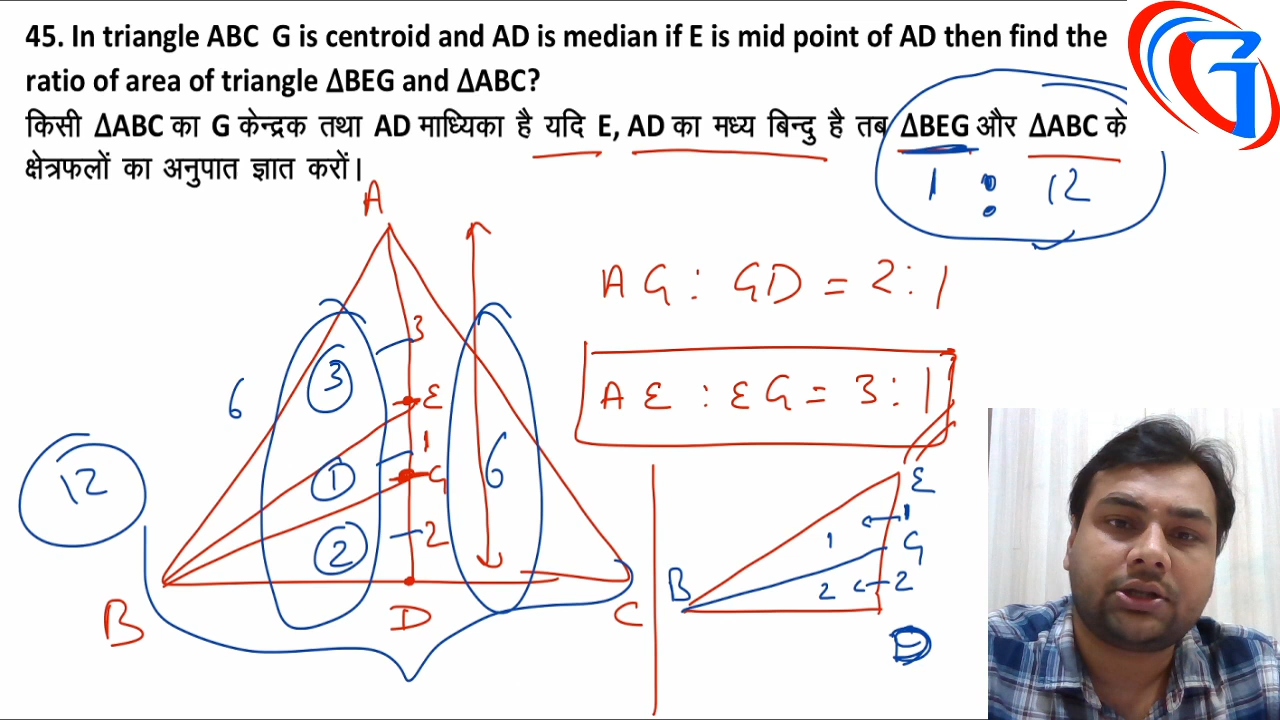 45. In triangle ABC G is centroid and AD is median if E is mid point of AD then find the
ratio of area of triangle ΔBEG and ΔABC?
किसी ΔABC का G केन्द्रक तथा AD माध्यिका है यदि E, AD का मध्य बिन्दु है तब ΔBEG और ΔABC के
क्षेत्रफलों का अनुपात ज्ञात करों।
1 : 12
A
AG : GD = 2 : 1
3
3
AE : EG = 3 : 1
6
E
12
1
1
G
6
2
2
B
D
C
E
1
1
G
B
2
2
D
G